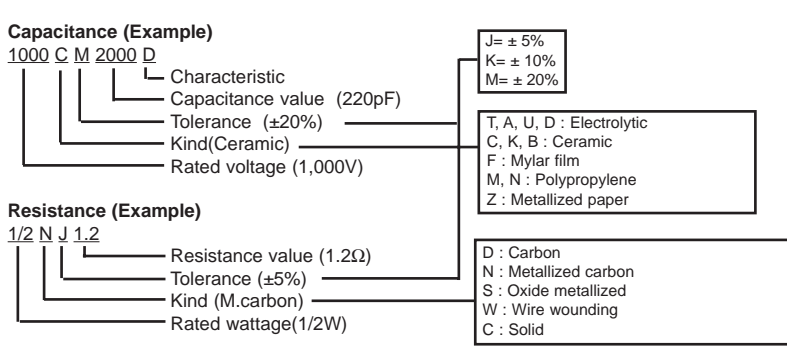 Capacitance (Example)
1000 C M 2000 D
Characteristic
Capacitance value (220pF)
Tolerance (±20%)
Kind(Ceramic)
Rated voltage (1,000V)
J= ± 5%
K= ± 10%
M= ± 20%
T, A, U, D : Electrolytic
C, K, B : Ceramic
F : Mylar film
M, N : Polypropylene
Z : Metallized paper
Resistance (Example)
1/2 N J 1.2
Resistance value (1.2Ω)
Tolerance (±5%)
Kind (M.carbon)
Rated wattage(1/2W)
D : Carbon
N : Metallized carbon
S : Oxide metallized
W : Wire wounding
C : Solid